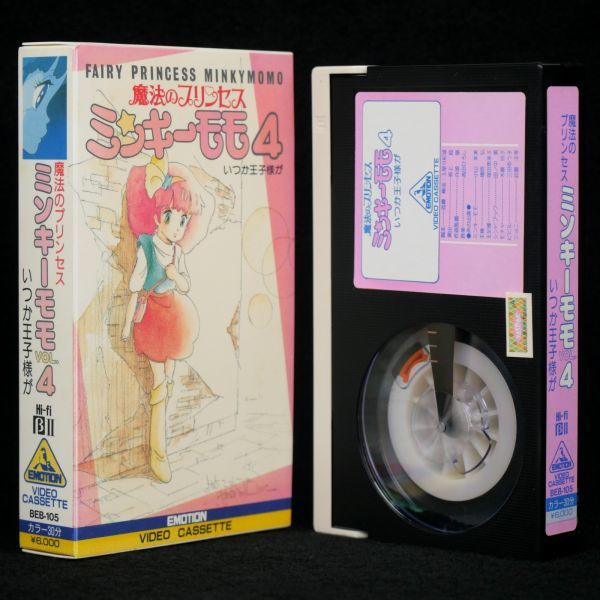 FAIRY PRINCESS MINKYMOMO
魔法のプリンセス
ミンキーモモ4
いつか王子様が
EMOTION
VIDEO CASSETTE
魔法のプリンセス
ミンキーモモ VOL. 4
いつか王子様が
Hi-fi
βII
EMOTION
VIDEO
CASSETTE
BEB-105
カラー30分
¥6,000
魔法のプリンセス
ミンキーモモ4
いつか王子様が
EMOTION
VIDEO CASSETTE
魔法の
プリンセス
ミンキーモモ VOL. 4
いつか王子様が
Hi-fi
βII
EMOTION
VIDEO
CASSETTE
BEB-105
カラー30分
¥6,000